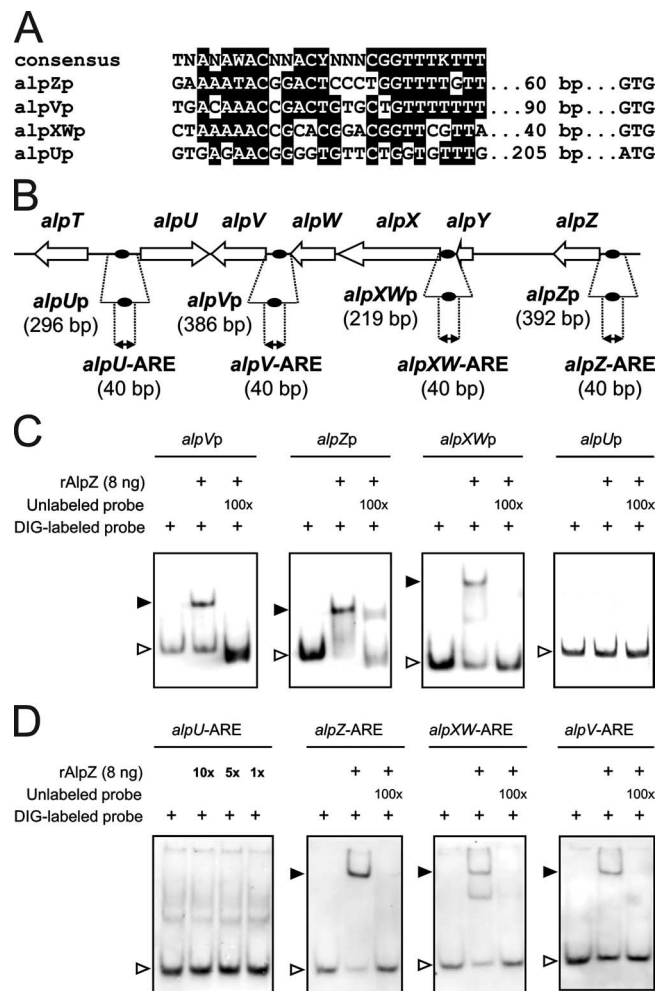 A
consensus TNANAWACNNACYNNNCGGTTTKTTT
alpZp GAAAATACGGACTCCCTGGTTTTGTT...60 bp...GTG
alpVp TGACAAACCGACTGTGCTGTTTTTTT...90 bp...GTG
alpXWp CTAAAAACCGCACGGACGGTTCGTTA...40 bp...GTG
alpUp GTGAGAACGGGGTGTTCTGGTGTTTG...205 bp...ATG
B
alpT alpU alpV alpW alpX alpY alpZ
alpUp alpVp alpXWp alpZp
(296 bp) (386 bp) (219 bp) (392 bp)
alpU-ARE alpV-ARE alpXW-ARE alpZ-ARE
(40 bp) (40 bp) (40 bp) (40 bp)
C
alpVp alpZp alpXWp alpUp
rAlpZ (8 ng) + + + + + + + +
Unlabeled probe 100x 100x 100x 100x
DIG-labeled probe + + + + + + + + + + + +
D
alpU-ARE alpZ-ARE alpXW-ARE alpV-ARE
rAlpZ (8 ng) 10x 5x 1x + + + + + +
Unlabeled probe 100x 100x 100x
DIG-labeled probe + + + + + + + + + + + + +